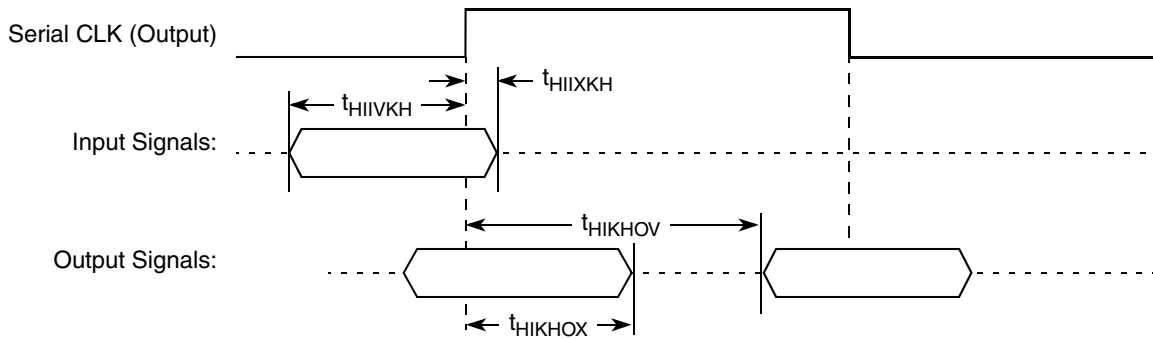 Serial CLK (Output)
tHIIXKH
tHIIVKH
Input Signals:
tHIKHOV
Output Signals:
tHIKHOX